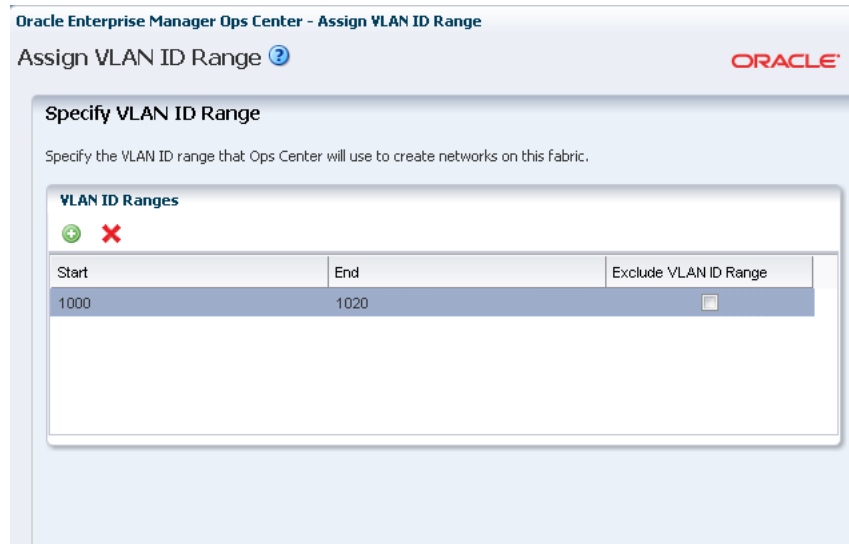 Oracle Enterprise Manager Ops Center - Assign VLAN ID Range
Assign VLAN ID Range ?
ORACLE
Specify VLAN ID Range
Specify the VLAN ID range that Ops Center will use to create networks on this fabric.
VLAN ID Ranges
Start End Exclude VLAN ID Range
1000 1020